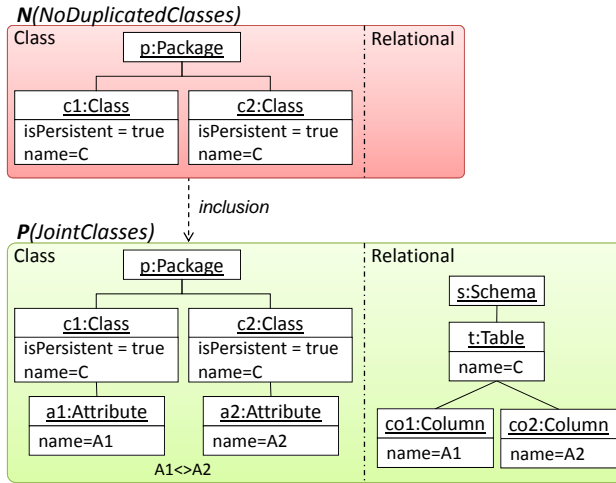 N(NoDuplicatedClasses)
Class
Relational
p:Package
c1:Class
c2:Class
isPersistent = true
isPersistent = true
name=C
name=C
inclusion
P(JointClasses)
Class
Relational
p:Package
s:Schema
c1:Class
c2:Class
t:Table
isPersistent = true
isPersistent = true
name=C
name=C
name=C
a1:Attribute
a2:Attribute
co1:Column
co2:Column
name=A1
name=A2
name=A1
name=A2
A1<>A2